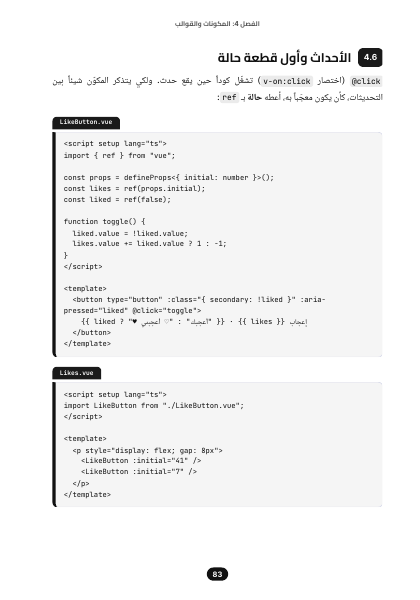 الفصل 4: المكونات والقوالب
4.6 الأحداث وأول قطعة حالة
@click (اختصار v-on:click) تشغّل كوداً حين يقع حدث. ولكي يتذكر المكوّن شيئاً بين
التحديثات، كأن يكون معجَباً به، أعطه حالة بـ ref:
LikeButton.vue
<script setup lang="ts">
import { ref } from "vue";
const props = defineProps<{ initial: number }>();
const likes = ref(props.initial);
const liked = ref(false);
function toggle() {
liked.value = !liked.value;
likes.value += liked.value ? 1 : -1;
}
</script>
<template>
<button type="button" :class="{ secondary: !liked }" :aria-
pressed="liked" @click="toggle">
{{ liked ? "♥ أعجبك" : "♡ أعجبني" }} · {{ likes }} إعجاب
</button>
</template>
Likes.vue
<script setup lang="ts">
import LikeButton from "./LikeButton.vue";
</script>
<template>
<p style="display: flex; gap: 8px">
<LikeButton :initial="41" />
<LikeButton :initial="7" />
</p>
</template>
83